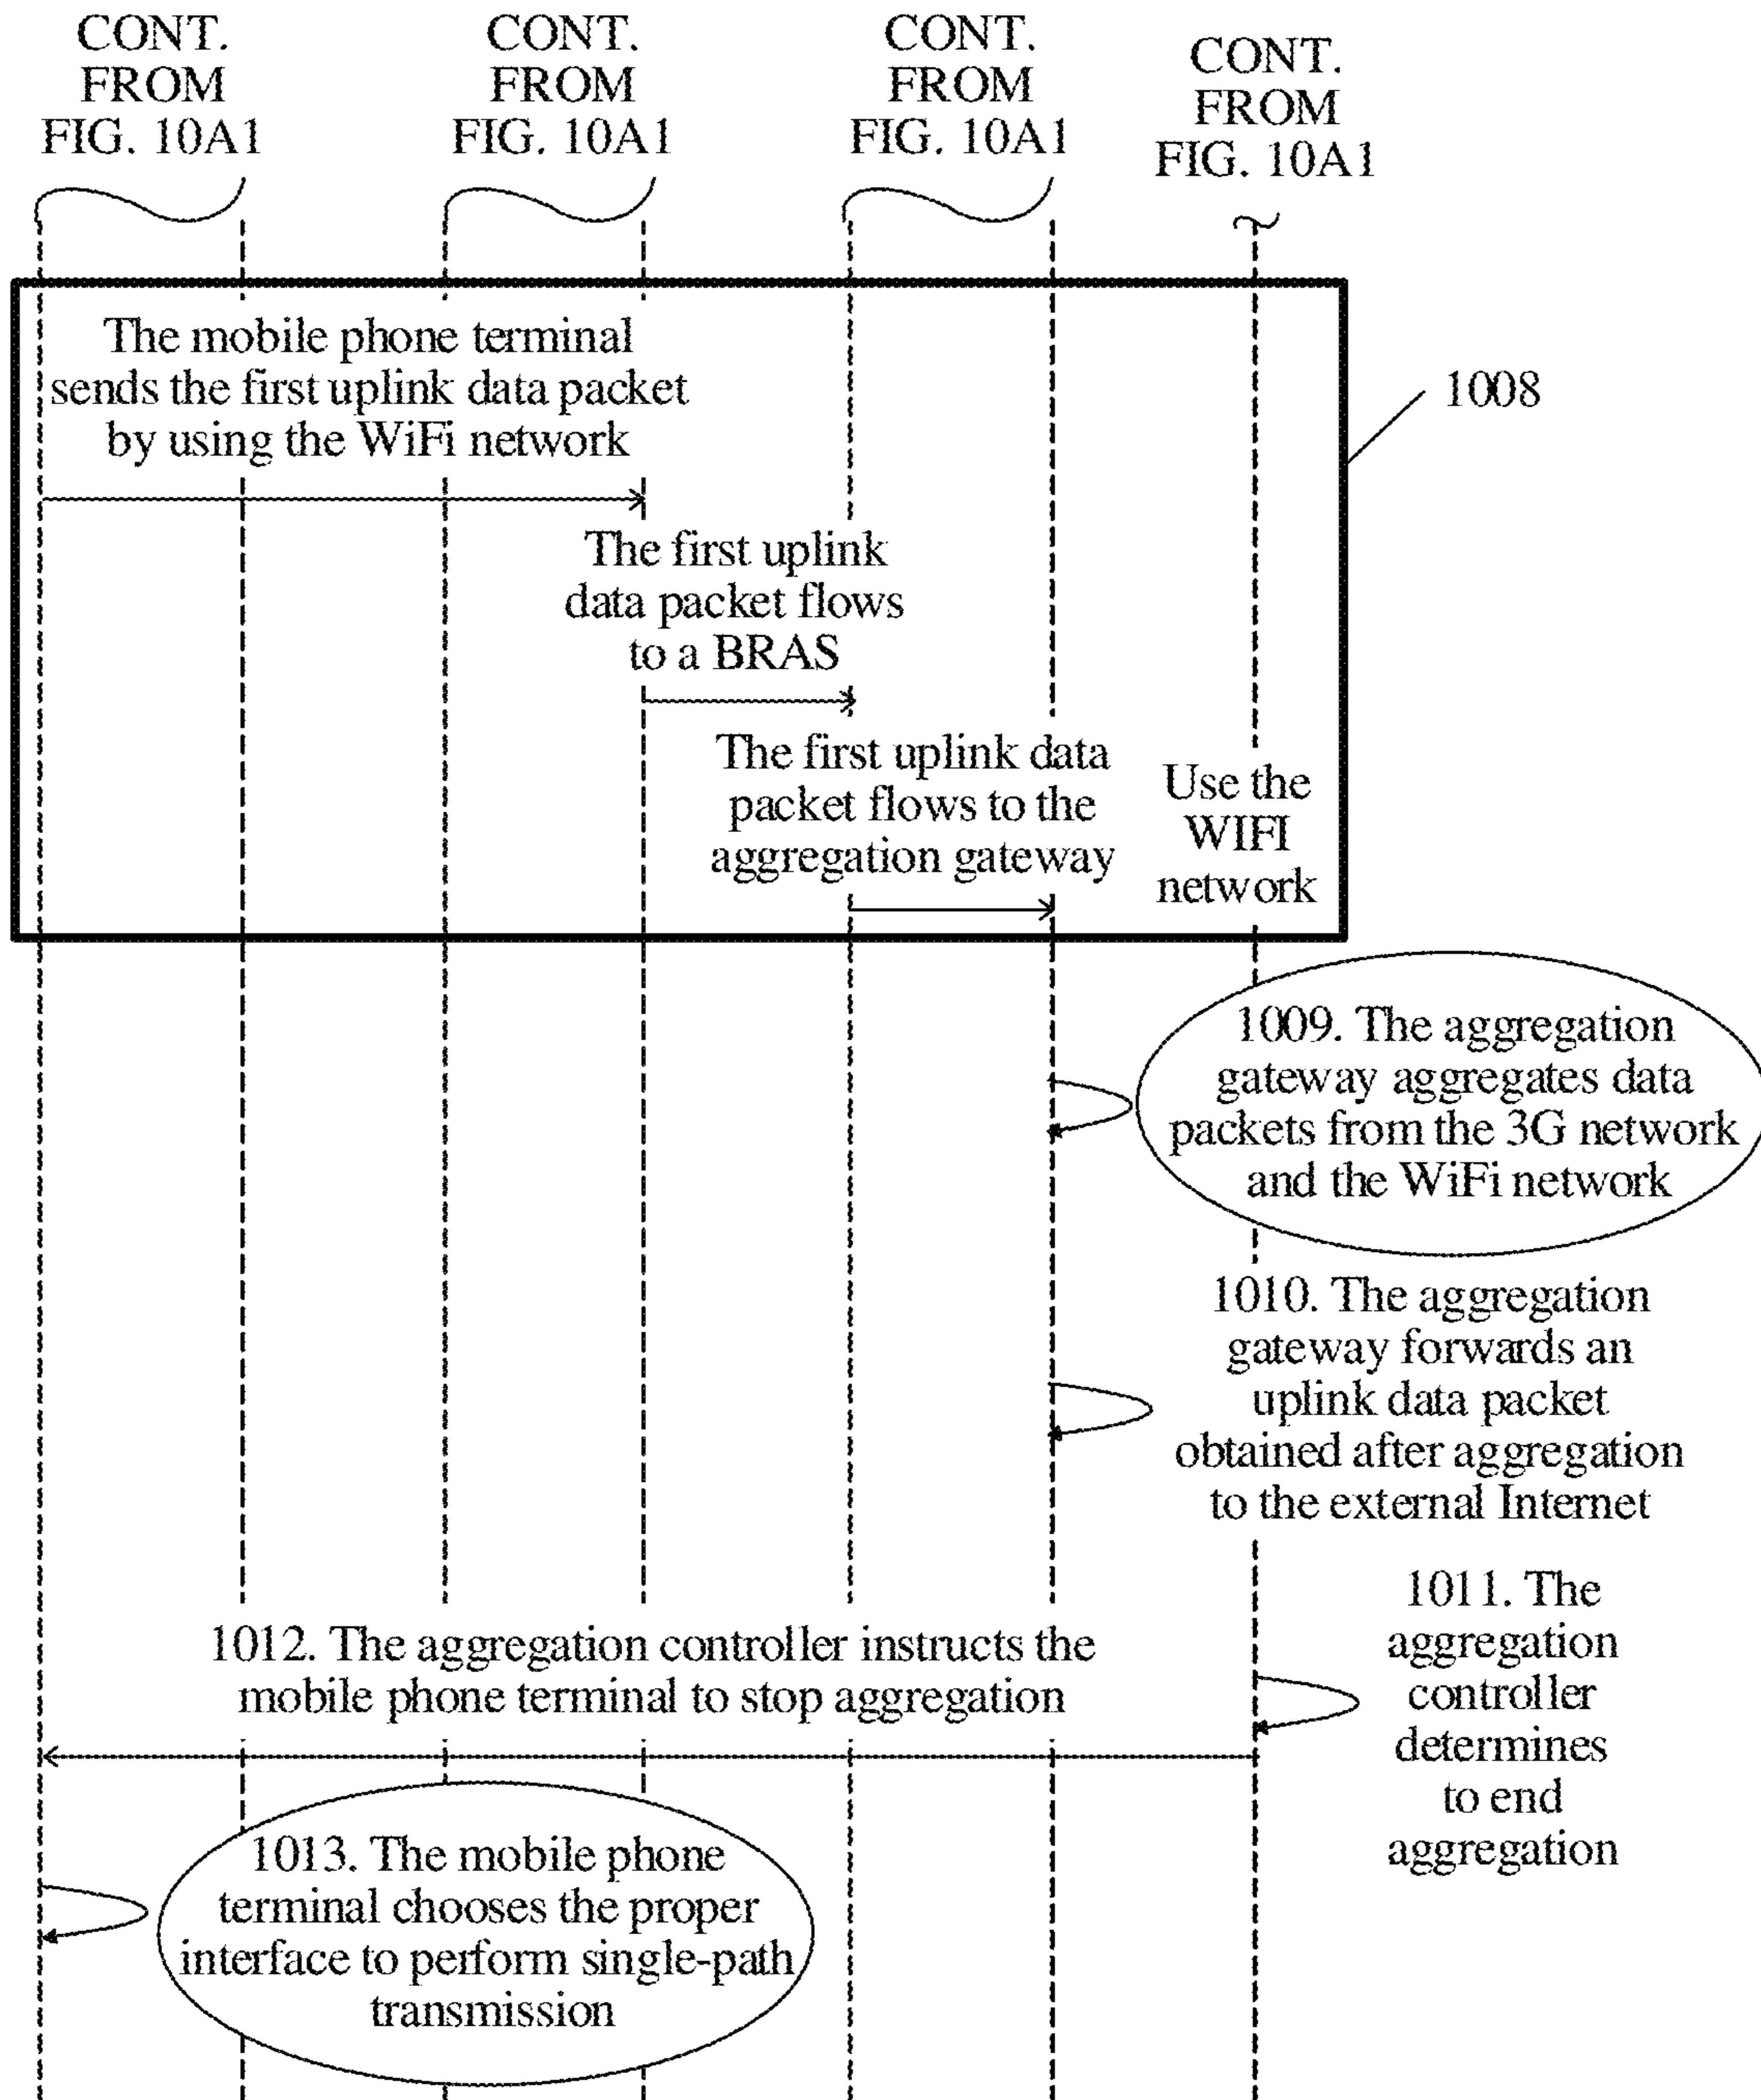 CONT.
FROM
FIG. 10A1
CONT.
FROM
FIG. 10A1
CONT.
FROM
FIG. 10A1
CONT.
FROM
FIG. 10A1
The mobile phone terminal
sends the first uplink data packet
by using the WiFi network
1008
The first uplink
data packet flows
to a BRAS
The first uplink data
packet flows to the
aggregation gateway
Use the
WIFI
network
1009. The aggregation
gateway aggregates data
packets from the 3G network
and the WiFi network
1010. The aggregation
gateway forwards an
uplink data packet
obtained after aggregation
to the external Internet
1011. The
aggregation
controller
determines
to end
aggregation
1012. The aggregation controller instructs the
mobile phone terminal to stop aggregation
1013. The mobile phone
terminal chooses the proper
interface to perform single-path
transmission